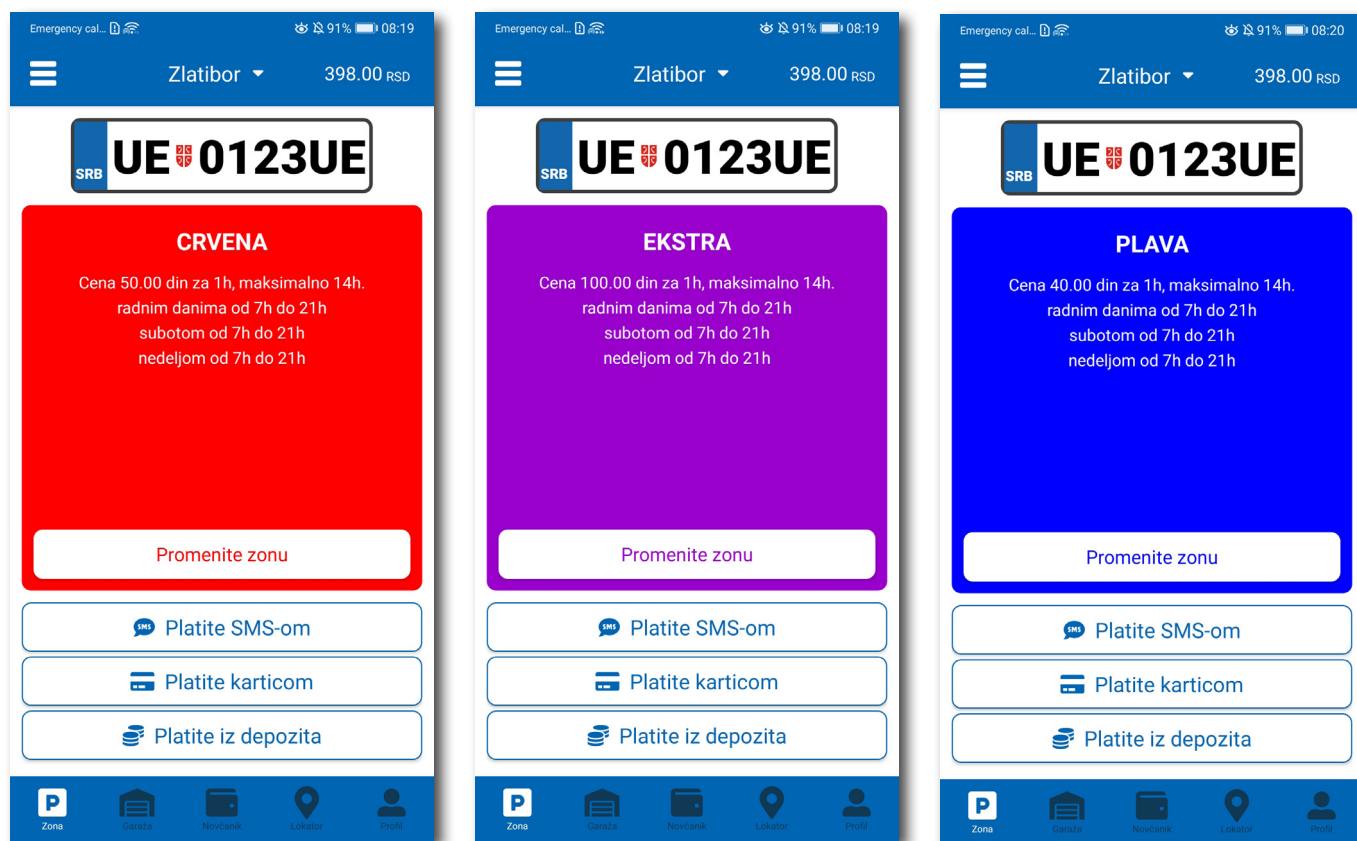 Emergency cal... 91% 08:19
Zlatibor 398.00 RSD
SRB UE 0123UE
CRVENA
Cena 50.00 din za 1h, maksimalno 14h.
radnim danima od 7h do 21h
subotom od 7h do 21h
nedeljom od 7h do 21h
Promenite zonu
SMS Platite SMS-om
Platite karticom
Platite iz depozita
P
Zona Garaža Novčanik Lokator Profil
Emergency cal... 91% 08:19
Zlatibor 398.00 RSD
SRB UE 0123UE
EKSTRA
Cena 100.00 din za 1h, maksimalno 14h.
radnim danima od 7h do 21h
subotom od 7h do 21h
nedeljom od 7h do 21h
Promenite zonu
SMS Platite SMS-om
Platite karticom
Platite iz depozita
P
Zona Garaža Novčanik Lokator Profil
Emergency cal... 91% 08:20
Zlatibor 398.00 RSD
SRB UE 0123UE
PLAVA
Cena 40.00 din za 1h, maksimalno 14h.
radnim danima od 7h do 21h
subotom od 7h do 21h
nedeljom od 7h do 21h
Promenite zonu
SMS Platite SMS-om
Platite karticom
Platite iz depozita
P
Zona Garaža Novčanik Lokator Profil